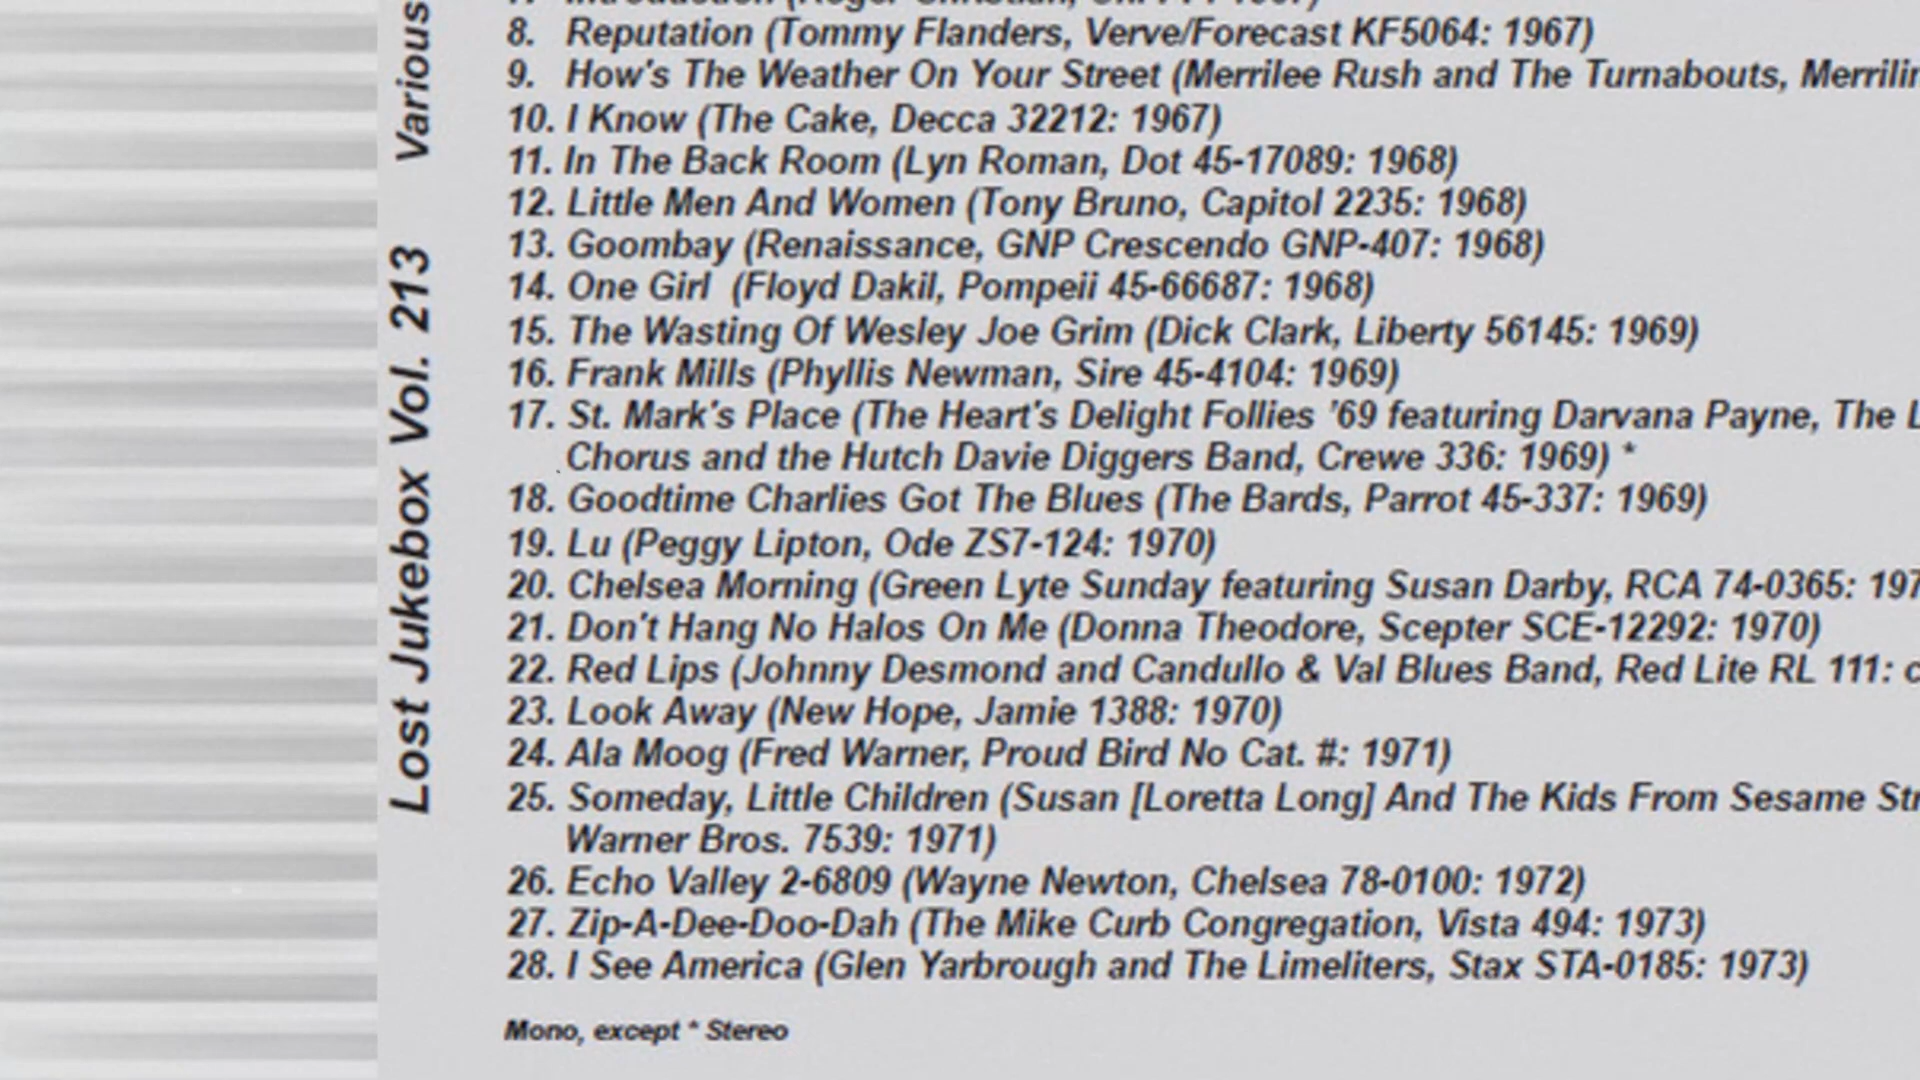 Various
Lost Jukebox Vol. 213
8. Reputation (Tommy Flanders, Verve/Forecast KF5064: 1967)
9. How's The Weather On Your Street (Merrilee Rush and The Turnabouts,
10. I Know (The Cake, Decca 32212: 1967)
11. In The Back Room (Lyn Roman, Dot 45-17089: 1968)
12. Little Men And Women (Tony Bruno, Capitol 2235: 1968)
13. Goombay (Renaissance, GNP Crescendo GNP-407: 1968)
14. One Girl (Floyd Dakil, Pompeii 45-66687: 1968)
15. The Wasting Of Wesley Joe Grim (Dick Clark, Liberty 56145: 1969)
16. Frank Mills (Phyllis Newman, Sire 45-4104: 1969)
17. St. Mark's Place (The Heart's Delight Follies '69 featuring Darvana Payne, The
Chorus and the Hutch Davie Diggers Band, Crewe 336: 1969) *
18. Goodtime Charlies Got The Blues (The Bards, Parrot 45-337: 1969)
19. Lu (Peggy Lipton, Ode ZS7-124: 1970)
20. Chelsea Morning (Green Lyte Sunday featuring Susan Darby, RCA 74-0365: 197
21. Don't Hang No Halos On Me (Donna Theodore, Scepter SCE-12292: 1970)
22. Red Lips (Johnny Desmond and Candullo & Val Blues Band, Red Lite RL 111: c
23. Look Away (New Hope, Jamie 1388: 1970)
24. Ala Moog (Fred Warner, Proud Bird No Cat. #: 1971)
25. Someday, Little Children (Susan [Loretta Long] And The Kids From Sesame Str
Warner Bros. 7539: 1971)
26. Echo Valley 2-6809 (Wayne Newton, Chelsea 78-0100: 1972)
27. Zip-A-Dee-Doo-Dah (The Mike Curb Congregation, Vista 494: 1973)
28. I See America (Glen Yarbrough and The Limeliters, Stax STA-0185: 1973)
Mono, except * Stereo